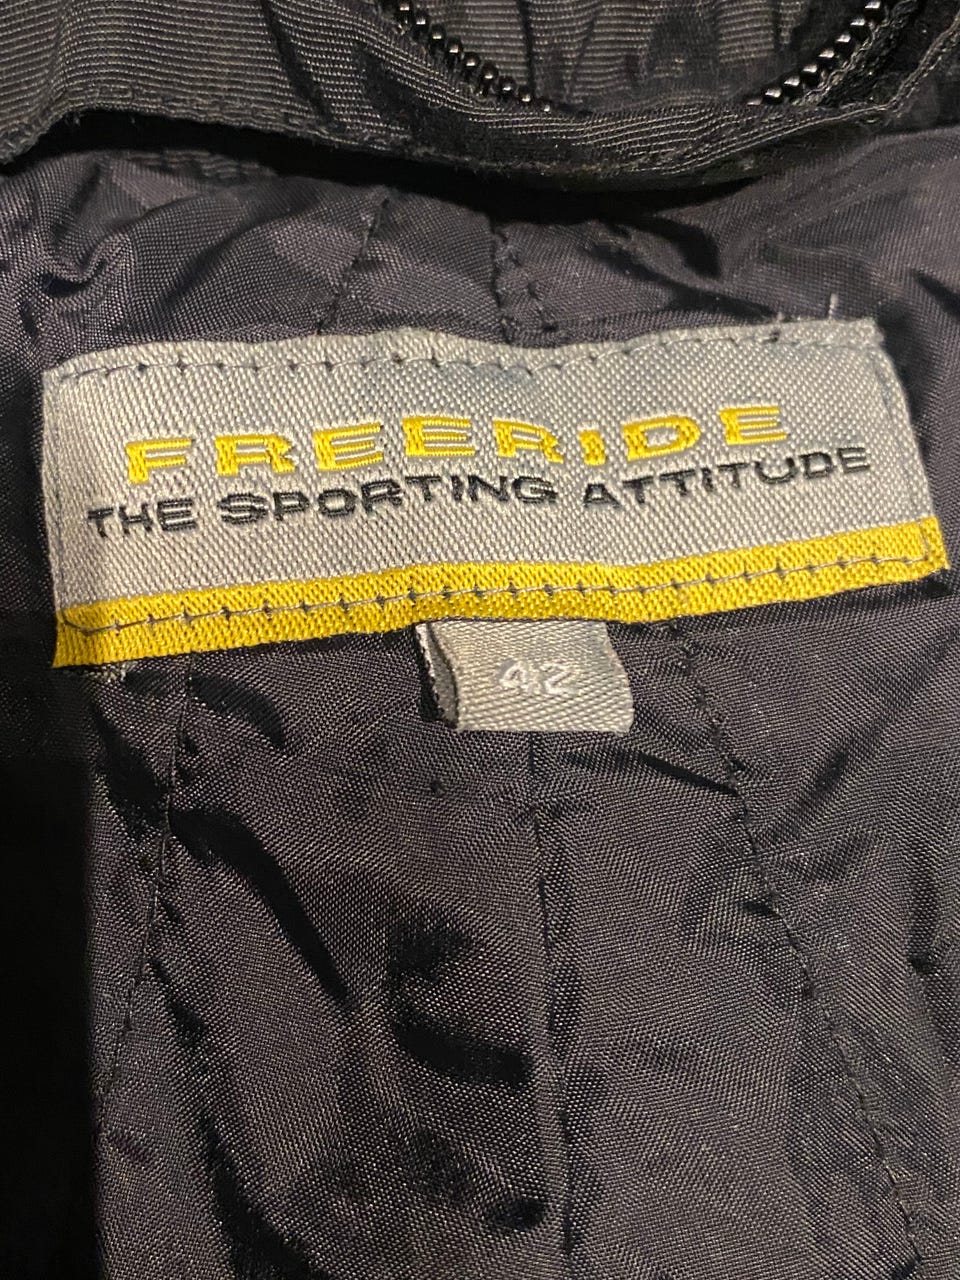 FREERIDE
THE SPORTING ATTITUDE
42